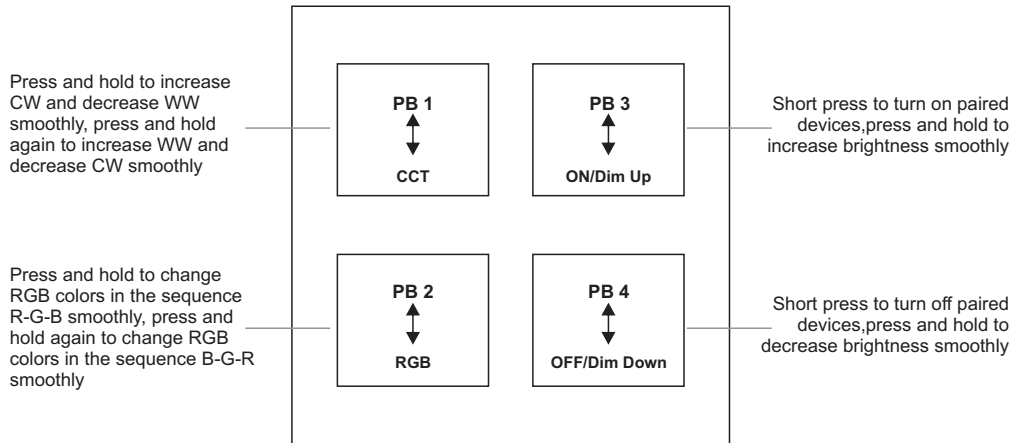 Press and hold to increase
CW and decrease WW
smoothly, press and hold
again to increase WW and
decrease CW smoothly
PB 1
CCT
PB 3
ON/Dim Up
Short press to turn on paired
devices,press and hold to
increase brightness smoothly
Press and hold to change
RGB colors in the sequence
R-G-B smoothly, press and
hold again to change RGB
colors in the sequence B-G-R
smoothly
PB 2
RGB
PB 4
OFF/Dim Down
Short press to turn off paired
devices,press and hold to
decrease brightness smoothly